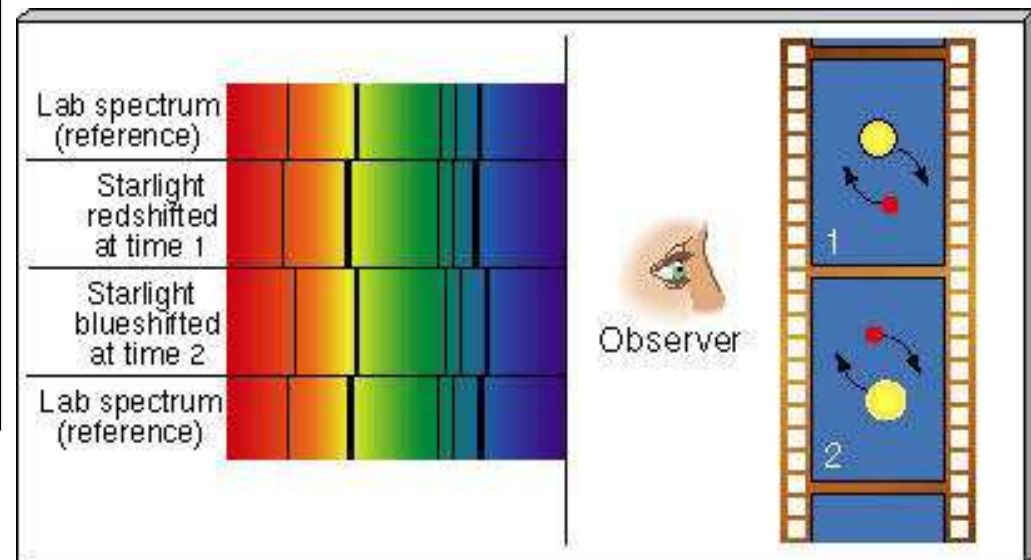 Lab spectrum
(reference)
Starlight
redshifted
at time 1
Starlight
blueshifted
at time 2
Lab spectrum
(reference)
Observer
1
2